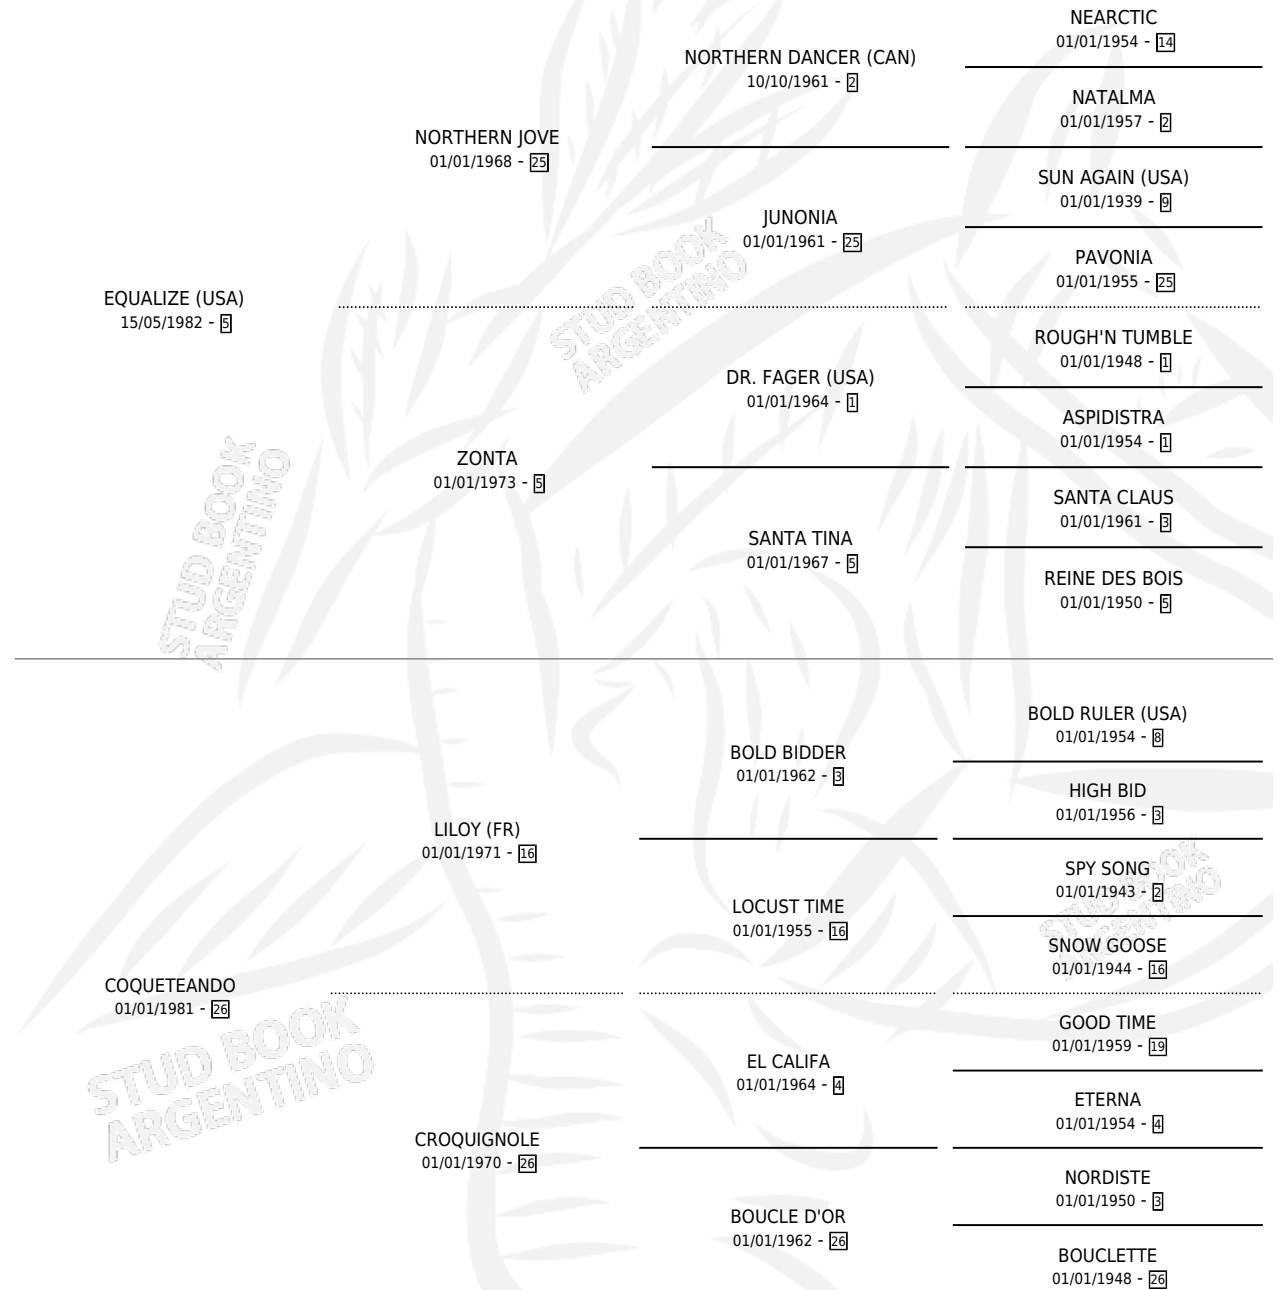 NEARCTIC
01/01/1954 - 14
NORTHERN DANCER (CAN)
10/10/1961 - 2
NATALMA
01/01/1957 - 2
NORTHERN JOVE
01/01/1968 - 25
SUN AGAIN (USA)
01/01/1939 - 9
JUNONIA
01/01/1961 - 25
PAVONIA
01/01/1955 - 25
EQUALIZE (USA)
15/05/1982 - 5
STUD BOOK
ARGENTINO
ROUGH'N TUMBLE
01/01/1948 - 1
DR. FAGER (USA)
01/01/1964 - 1
ASPIDISTRA
01/01/1954 - 1
ZONTA
01/01/1973 - 5
SANTA CLAUS
01/01/1961 - 3
SANTA TINA
01/01/1967 - 5
REINE DES BOIS
01/01/1950 - 5
STUD BOOK
ARGENTINO
BOLD RULER (USA)
01/01/1954 - 8
BOLD BIDDER
01/01/1962 - 3
HIGH BID
01/01/1956 - 3
LILOY (FR)
01/01/1971 - 16
SPY SONG
01/01/1943 - 2
LOCUST TIME
01/01/1955 - 16
SNOW GOOSE
01/01/1944 - 16
STUD BOOK
ARGENTINO
COQUETEANDO
01/01/1981 - 26
STUD BOOK
ARGENTINO
GOOD TIME
01/01/1959 - 19
EL CALIFA
01/01/1964 - 4
ETERNA
01/01/1954 - 4
CROQUIGNOLE
01/01/1970 - 26
NORDISTE
01/01/1950 - 3
BOUCLE D'OR
01/01/1962 - 26
BOUCLETTE
01/01/1948 - 26